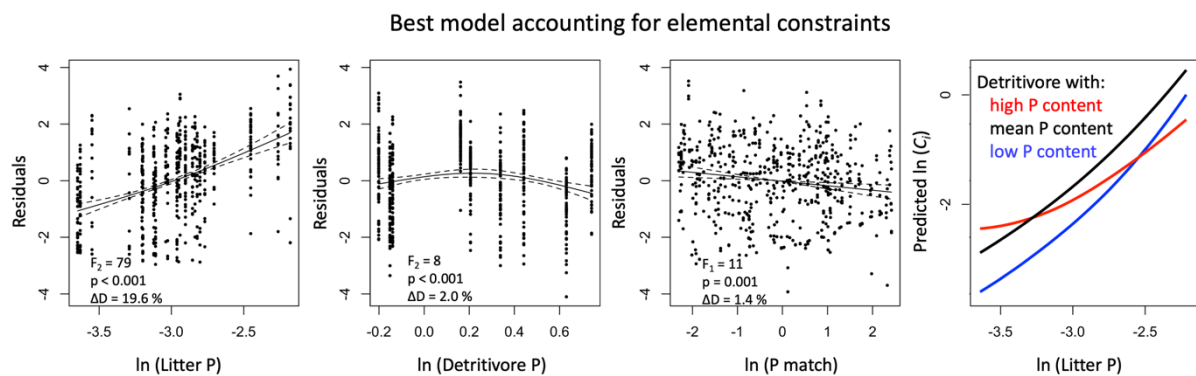 Best model accounting for elemental constraints
Residuals
4
2
0
-2
-4
F2 = 79
p < 0.001
ΔD = 19.6 %
-3.5
-3.0
-2.5
ln (Litter P)
Residuals
4
2
0
-2
-4
F2 = 8
p < 0.001
ΔD = 2.0 %
-0.2
0.0
0.2
0.4
0.6
ln (Detritivore P)
Residuals
4
2
0
-2
-4
F1 = 11
p = 0.001
ΔD = 1.4 %
-2
-1
0
1
2
ln (P match)
Predicted ln (Ci)
0
-2
Detritivore with:
high P content
mean P content
low P content
-3.5
-3.0
-2.5
ln (Litter P)